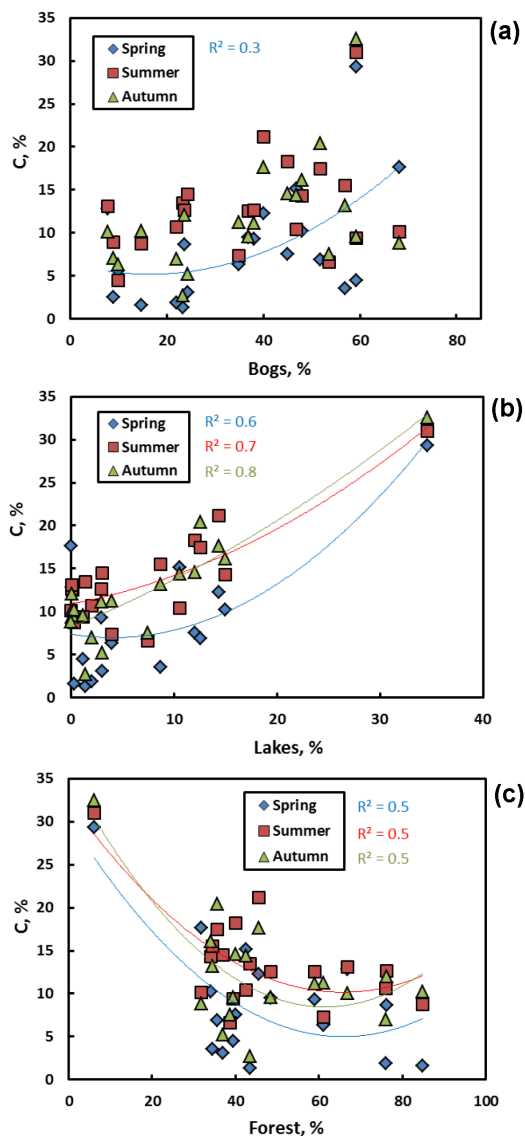 (a)
Spring
Summer
Autumn
R² = 0.3
C, %
35
30
25
20
15
10
5
0
0 20 40 60 80
Bogs, %
(b)
Spring
Summer
Autumn
R² = 0.6
R² = 0.7
R² = 0.8
C, %
35
30
25
20
15
10
5
0
0 10 20 30 40
Lakes, %
(c)
Spring
Summer
Autumn
R² = 0.5
R² = 0.5
R² = 0.5
C, %
35
30
25
20
15
10
5
0
0 20 40 60 80 100
Forest, %